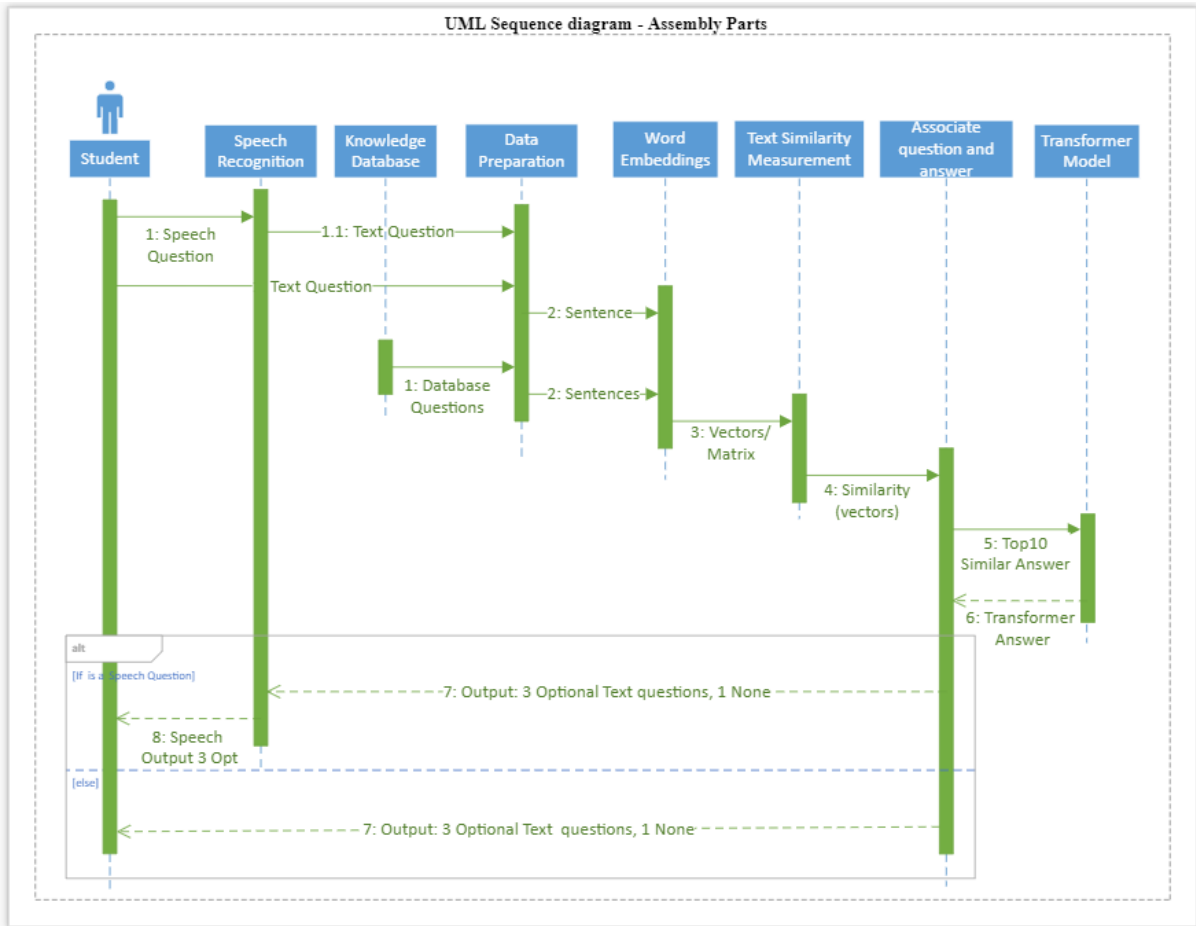 UML Sequence diagram - Assembly Parts
Student
Speech
Recognition
Knowledge
Database
Data
Preparation
Word
Embeddings
Text Similarity
Measurement
Associate
question and
answer
Transformer
Model
1: Speech
Question
1.1: Text Question
Text Question
2: Sentence
1: Database
Questions
2: Sentences
3: Vectors/
Matrix
4: Similarity
(vectors)
5: Top10
Similar Answer
6: Transformer
Answer
alt
[If is a Speech Question]
7: Output: 3 Optional Text questions, 1 None
8: Speech
Output 3 Opt
[else]
7: Output: 3 Optional Text questions, 1 None